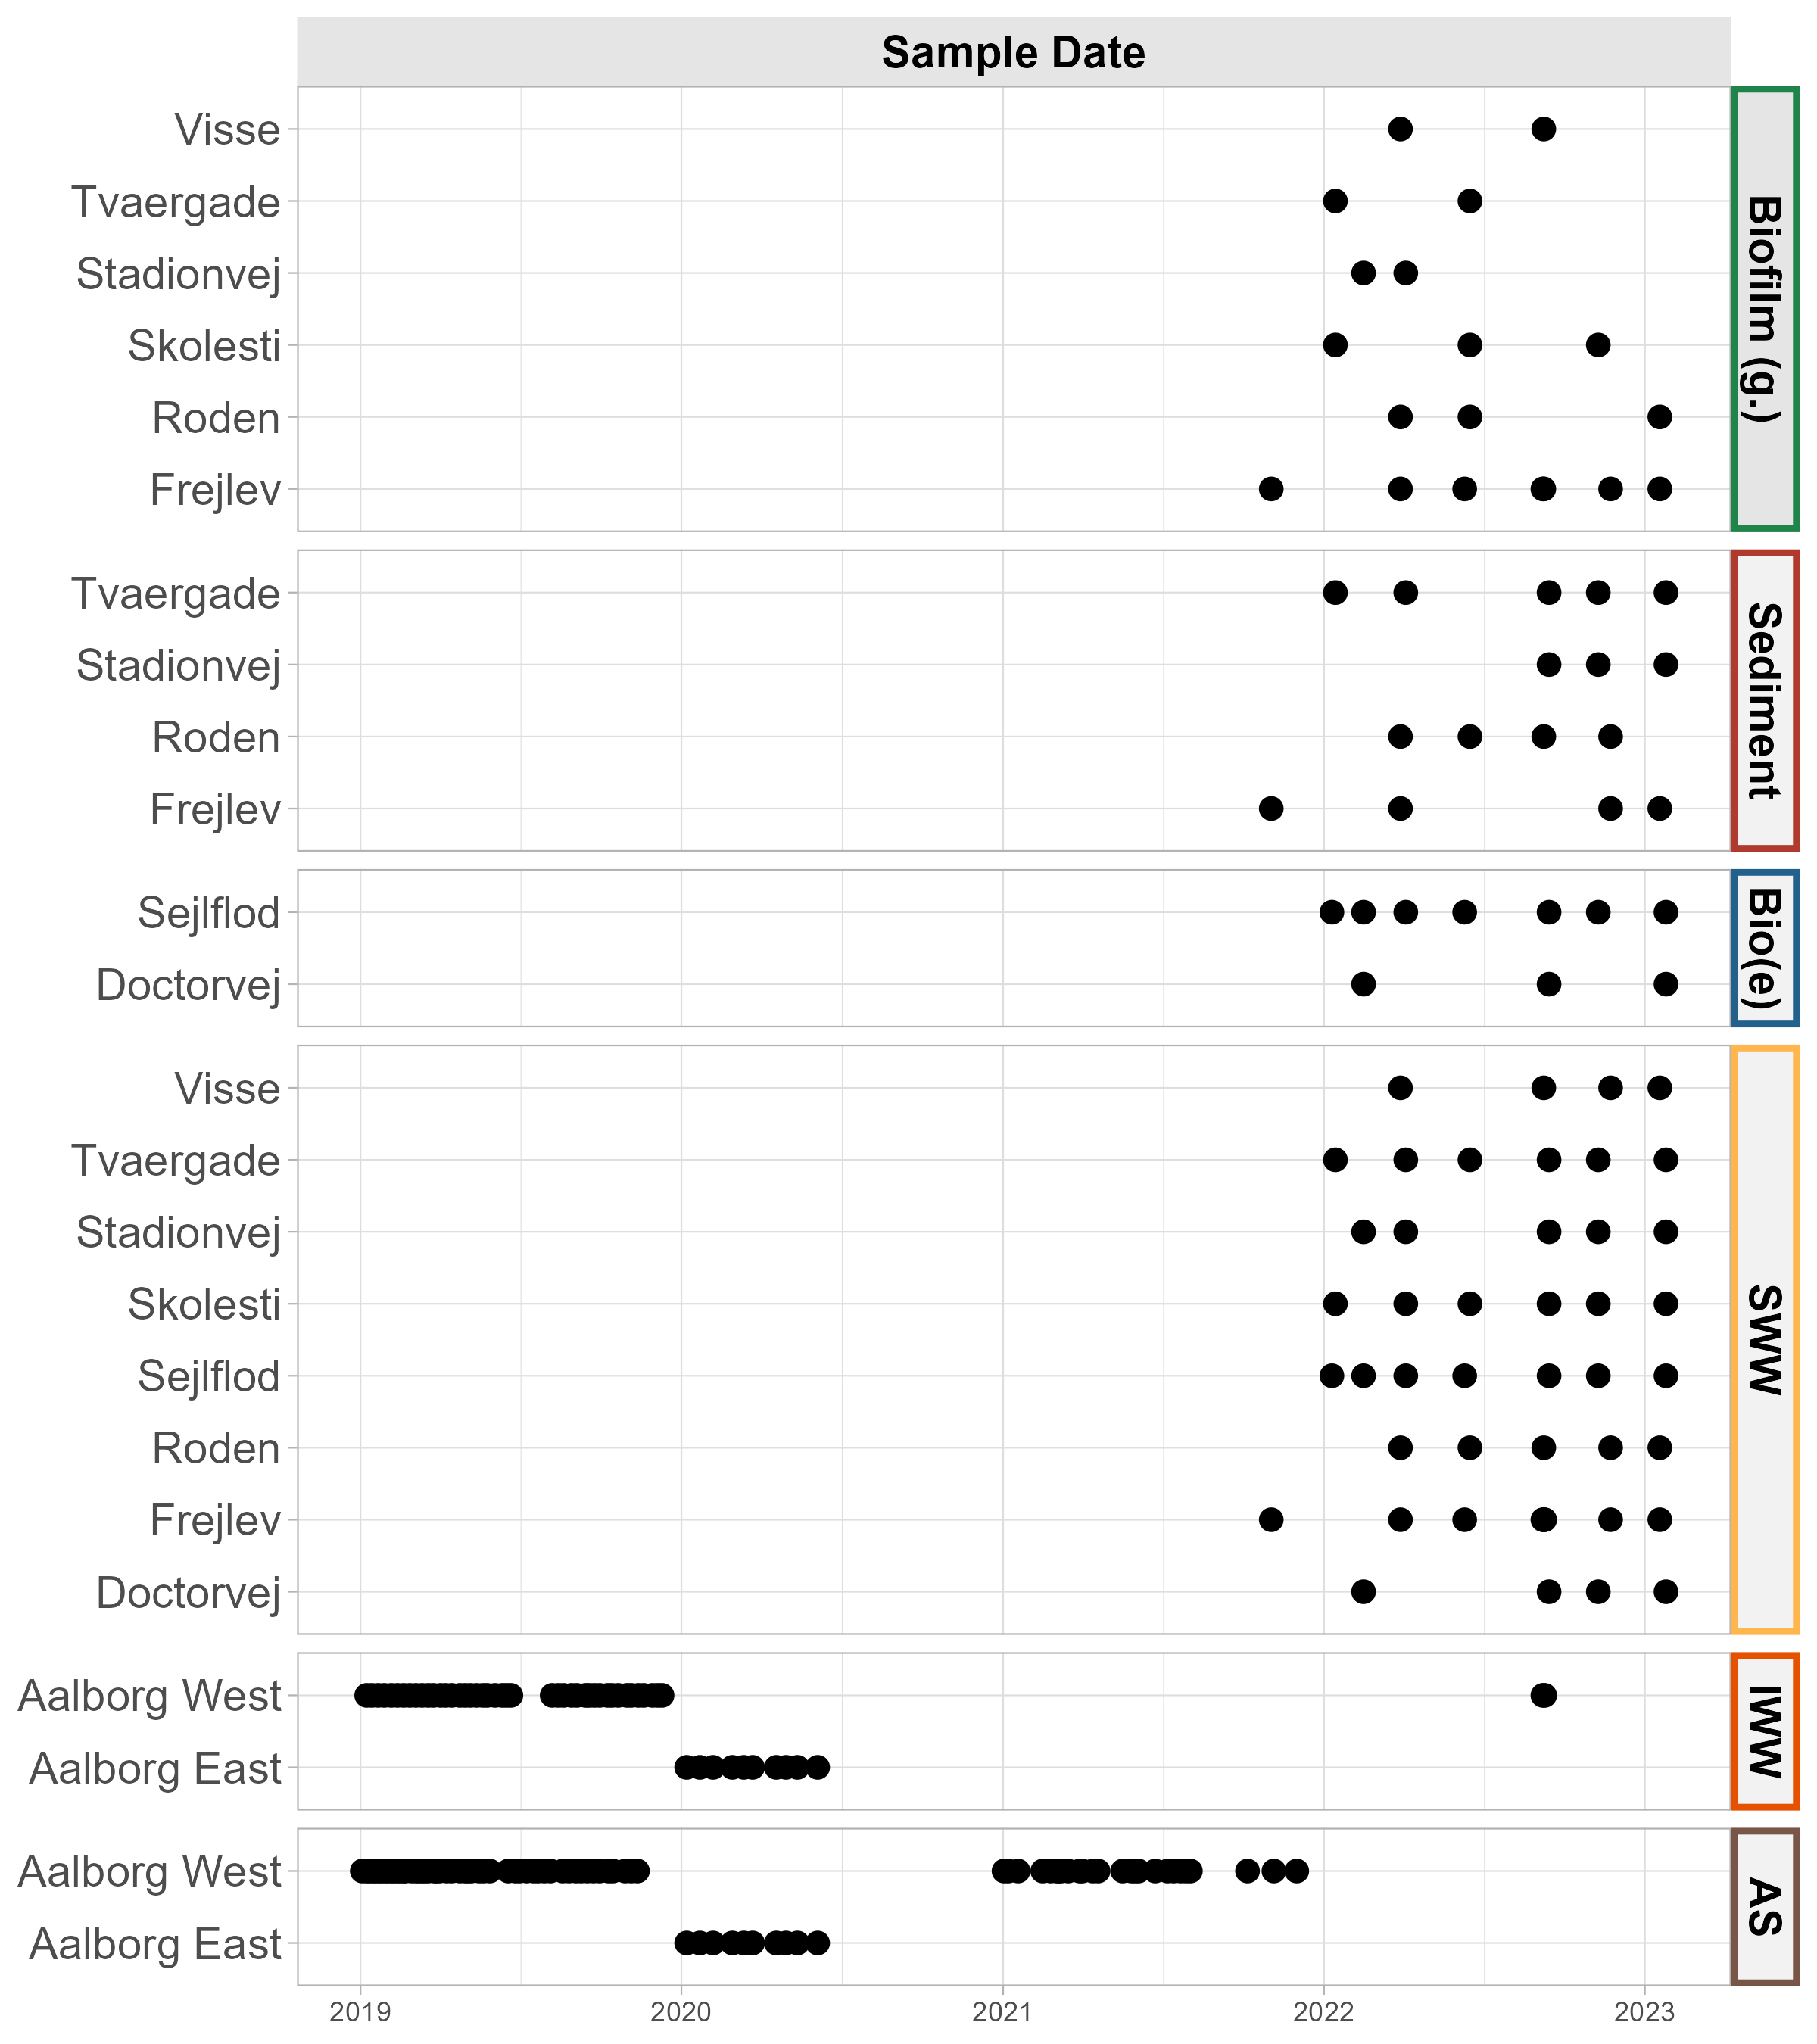 Sample Date
Visse
Tvaergade
Stadionvej
Skolesti
Roden
Frejlev
Biofilm (g.)
Tvaergade
Stadionvej
Roden
Frejlev
Sediment
Sejlflod
Doctorvej
Bio(e)
Visse
Tvaergade
Stadionvej
Skolesti
Sejlflod
Roden
Frejlev
Doctorvej
SWW
Aalborg West
Aalborg East
IWW
Aalborg West
Aalborg East
AS
2019 2020 2021 2022 2023